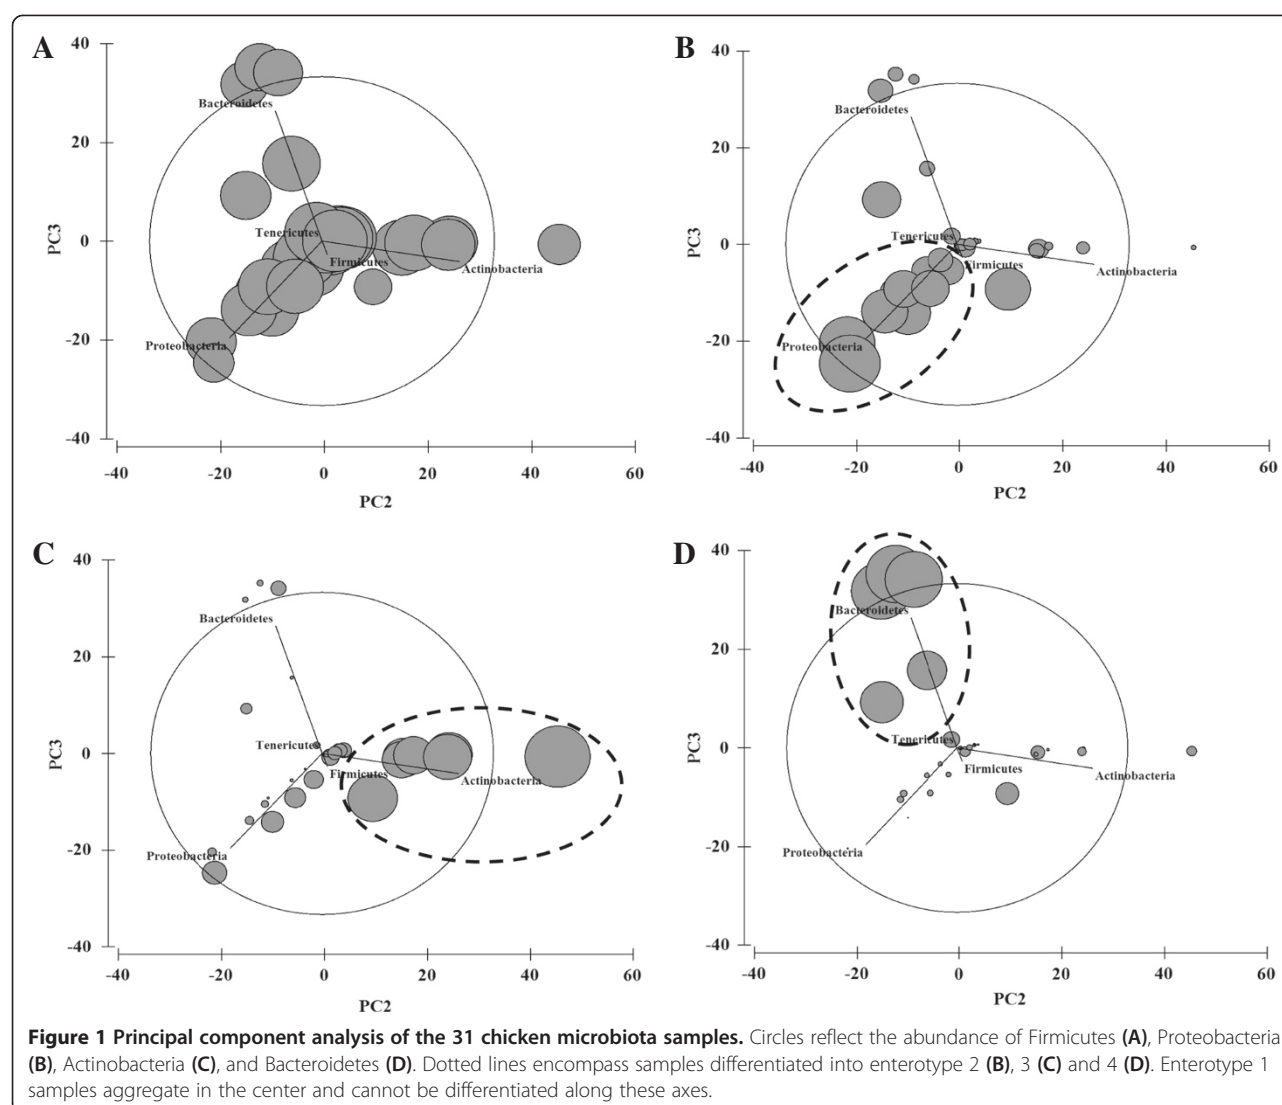 A
40
20
0
-20
-40
PC3
Bacteroidetes
Tenericutes
Firmicutes
Actinobacteria
Proteobacteria
-40 -20 0 20 40 60
PC2
B
40
20
0
-20
-40
PC3
Bacteroidetes
Tenericutes
Firmicutes
Actinobacteria
Proteobacteria
-40 -20 0 20 40 60
PC2
C
40
20
0
-20
-40
PC3
Bacteroidetes
Tenericutes
Firmicutes
Actinobacteria
Proteobacteria
-40 -20 0 20 40 60
PC2
D
40
20
0
-20
-40
PC3
Bacteroidetes
Tenericutes
Firmicutes
Actinobacteria
Proteobacteria
-40 -20 0 20 40 60
PC2
Figure 1 Principal component analysis of the 31 chicken microbiota samples. Circles reflect the abundance of Firmicutes (A), Proteobacteria
(B), Actinobacteria (C), and Bacteroidetes (D). Dotted lines encompass samples differentiated into enterotype 2 (B), 3 (C) and 4 (D). Enterotype 1
samples aggregate in the center and cannot be differentiated along these axes.